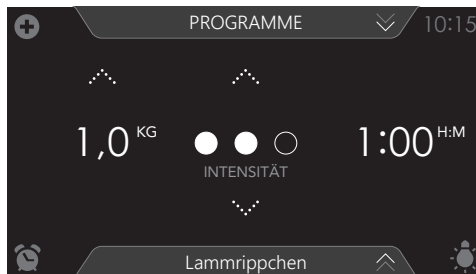 PROGRAMME 10:15
1,0 KG 1:00 H:M
INTENSITÄT
Lammrippchen